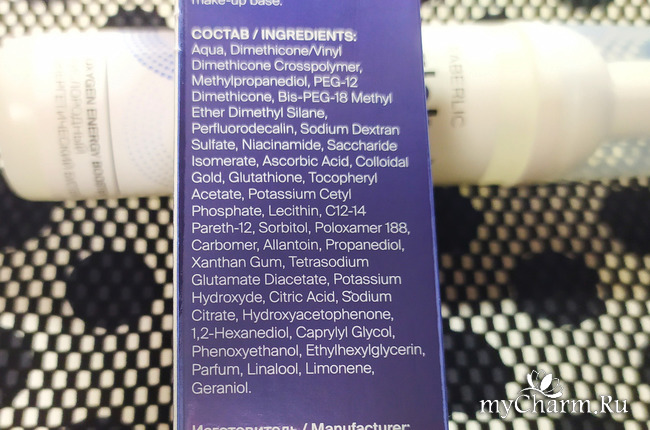 make-up base.
СОСТАВ / INGREDIENTS:
Aqua, Dimethicone/Vinyl
Dimethicone Crosspolymer,
Methylpropanediol, PEG-12
Dimethicone, Bis-PEG-18 Methyl
Ether Dimethyl Silane,
Perfluorodecalin, Sodium Dextran
Sulfate, Niacinamide, Saccharide
Isomerate, Ascorbic Acid, Colloidal
Gold, Glutathione, Tocopheryl
Acetate, Potassium Cetyl
Phosphate, Lecithin, C12-14
Pareth-12, Sorbitol, Poloxamer 188,
Carbomer, Allantoin, Propanediol,
Xanthan Gum, Tetrasodium
Glutamate Diacetate, Potassium
Hydroxyde, Citric Acid, Sodium
Citrate, Hydroxyacetophenone,
1,2-Hexanediol, Caprylyl Glycol,
Phenoxyethanol, Ethylhexylglycerin,
Parfum, Linalool, Limonene,
Geraniol.
Изготовитель / Manufacturer:
OXYGEN ENERGY
FABERLIC
myCharm.Ru